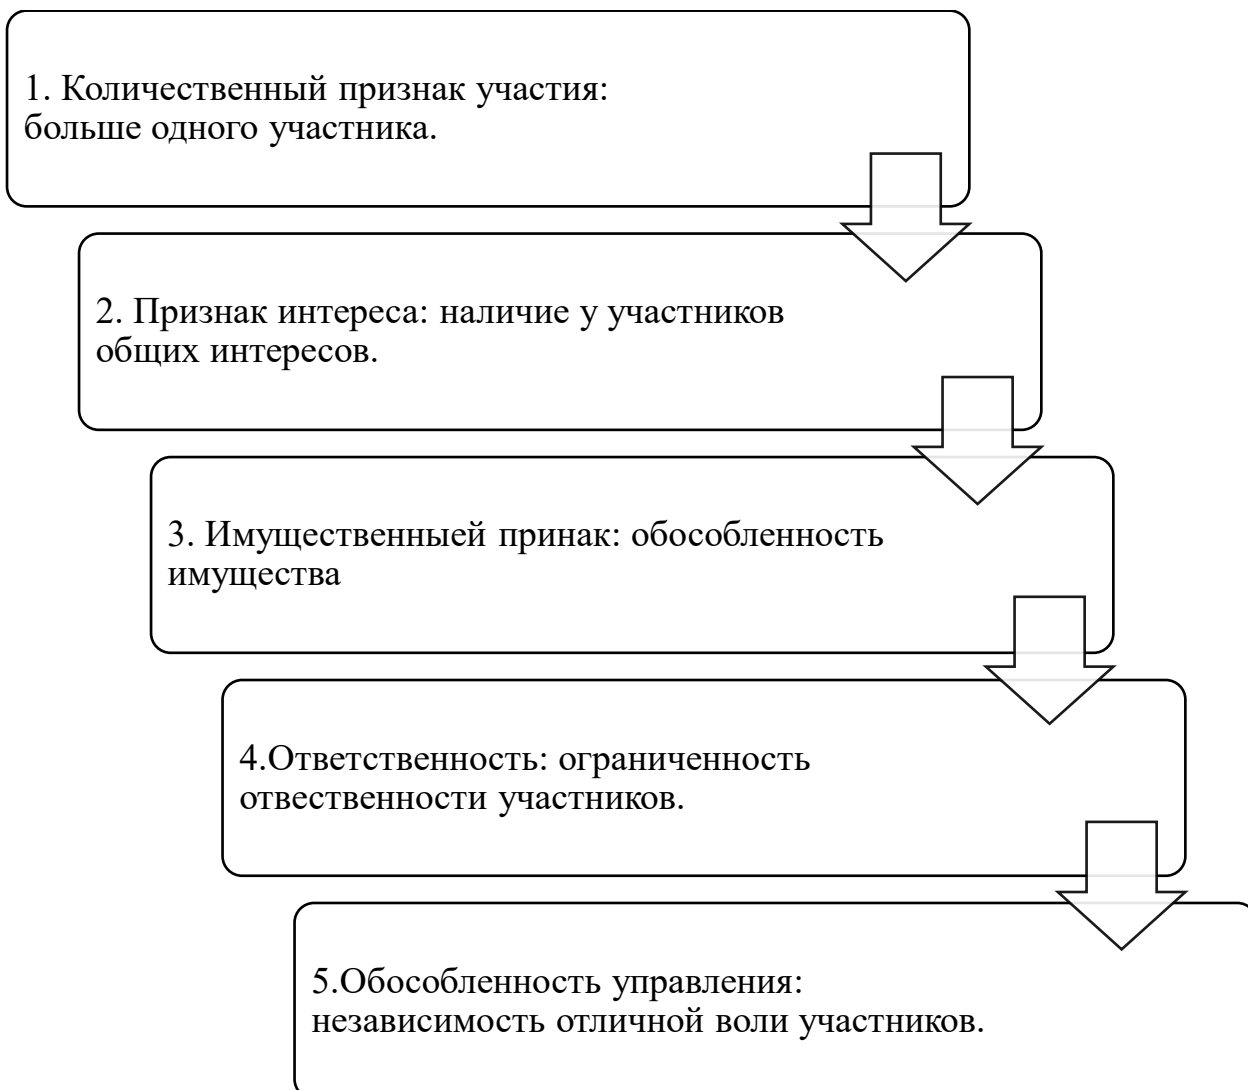 1. Количественный признак участия:
больше одного участника.
2. Признак интереса: наличие у участников
общих интересов.
3. Имущественныей принак: обособленность
имущества
4.Ответственность: ограниченность
отвественности участников.
5.Обособленность управления:
независимость отличной воли участников.